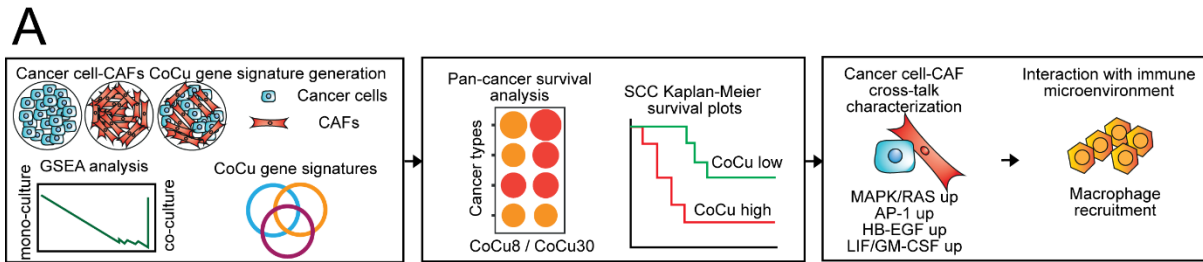 A
Cancer cell-CAFs CoCu gene signature generation
Cancer cells
CAFs
GSEA analysis
mono-culture
co-culture
CoCu gene signatures
Pan-cancer survival
analysis
Cancer types
CoCu8 / CoCu30
SCC Kaplan-Meier
survival plots
CoCu low
CoCu high
Cancer cell-CAF
cross-talk
characterization
MAPK/RAS up
AP-1 up
HB-EGF up
LIF/GM-CSF up
Interaction with immune
microenvironment
Macrophage
recruitment